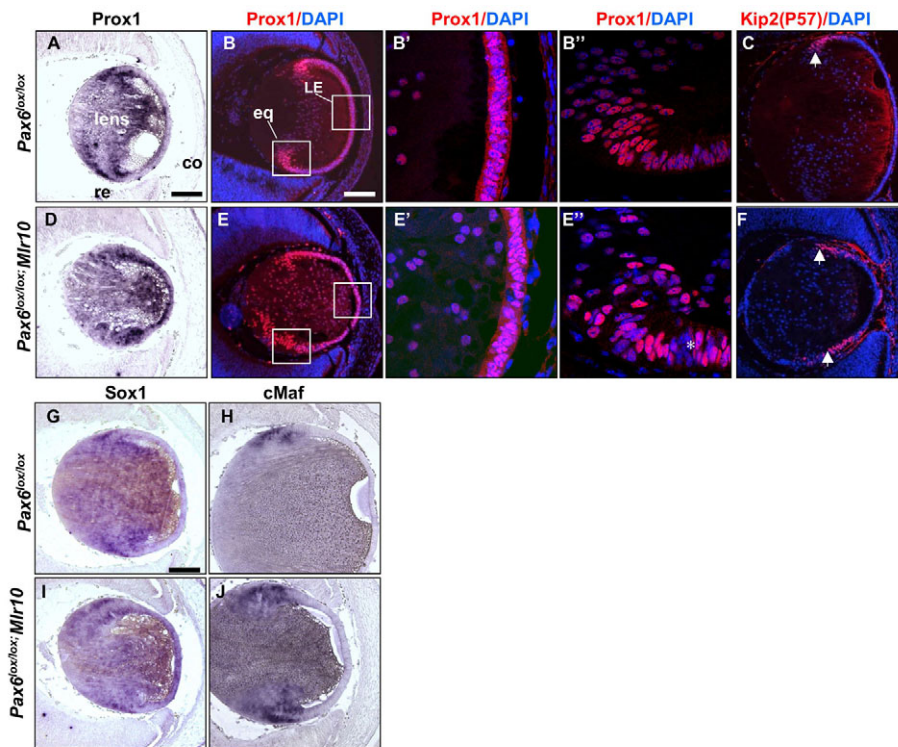 Prox1 Prox1/DAPI Prox1/DAPI Prox1/DAPI Kip2(P57)/DAPI
Pax6lox/lox
A B B' B'' C
lens LE eq co re
Pax6lox/lox;Mlr10
D E E' E'' F
*
Sox1 cMaf
Pax6lox/lox
G H
Pax6lox/lox;Mlr10
I J